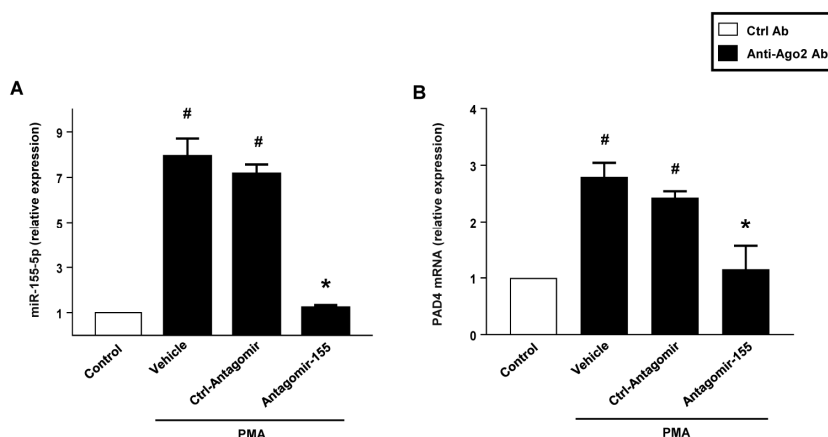 Ctrl Ab
Anti-Ago2 Ab
A
miR-155-5p (relative expression)
9
7
5
3
1
#
#
*
Control
Vehicle
Ctrl-Antagomir
Antagomir-155
PMA
B
PAD4 mRNA (relative expression)
4
3
2
1
0
#
#
*
Control
Vehicle
Ctrl-Antagomir
Antagomir-155
PMA